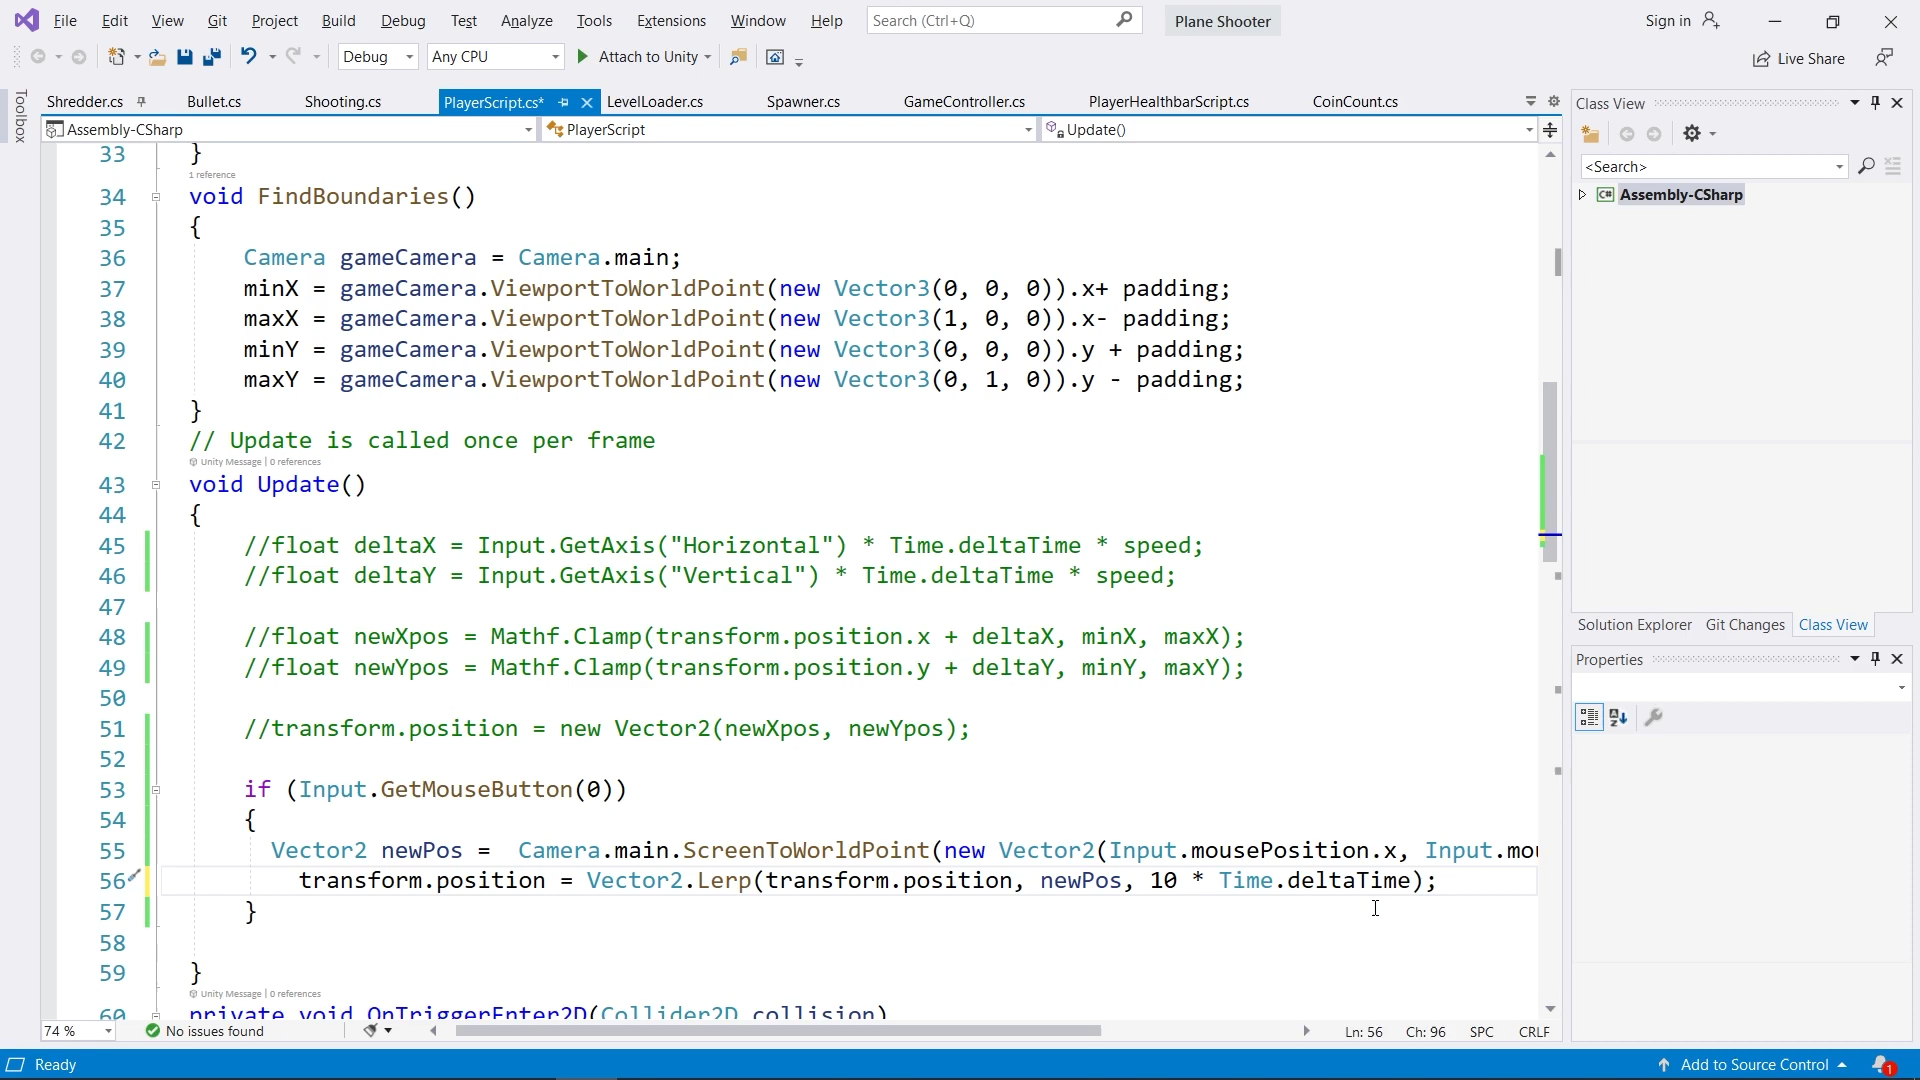 File Edit View Git Project Build Debug Test Analyze Tools Extensions Window Help Search (Ctrl+Q) Plane Shooter Sign in
Debug Any CPU Attach to Unity Live Share
Toolbox
Shredder.cs Bullet.cs Shooting.cs PlayerScript.cs* LevelLoader.cs Spawner.cs GameController.cs PlayerHealthbarScript.cs CoinCount.cs
Assembly-CSharp PlayerScript Update()
33 }
1 reference
34 void FindBoundaries()
35 {
36 Camera gameCamera = Camera.main;
37 minX = gameCamera.ViewportToWorldPoint(new Vector3(0, 0, 0)).x+ padding;
38 maxX = gameCamera.ViewportToWorldPoint(new Vector3(1, 0, 0)).x- padding;
39 minY = gameCamera.ViewportToWorldPoint(new Vector3(0, 0, 0)).y + padding;
40 maxY = gameCamera.ViewportToWorldPoint(new Vector3(0, 1, 0)).y - padding;
41 }
42 // Update is called once per frame
Unity Message | 0 references
43 void Update()
44 {
45 //float deltaX = Input.GetAxis("Horizontal") * Time.deltaTime * speed;
46 //float deltaY = Input.GetAxis("Vertical") * Time.deltaTime * speed;
47
48 //float newXpos = Mathf.Clamp(transform.position.x + deltaX, minX, maxX);
49 //float newYpos = Mathf.Clamp(transform.position.y + deltaY, minY, maxY);
50
51 //transform.position = new Vector2(newXpos, newYpos);
52
53 if (Input.GetMouseButton(0))
54 {
55 Vector2 newPos = Camera.main.ScreenToWorldPoint(new Vector2(Input.mousePosition.x, Input.mou
56 transform.position = Vector2.Lerp(transform.position, newPos, 10 * Time.deltaTime);
57 }
58
59 }
Unity Message | 0 references
60 private void OnTriggerEnter2D(Collider2D collision)
74 % No issues found Ln: 56 Ch: 96 SPC CRLF
Class View
<Search>
C# Assembly-CSharp
Solution Explorer Git Changes Class View
Properties
Ready Add to Source Control 1